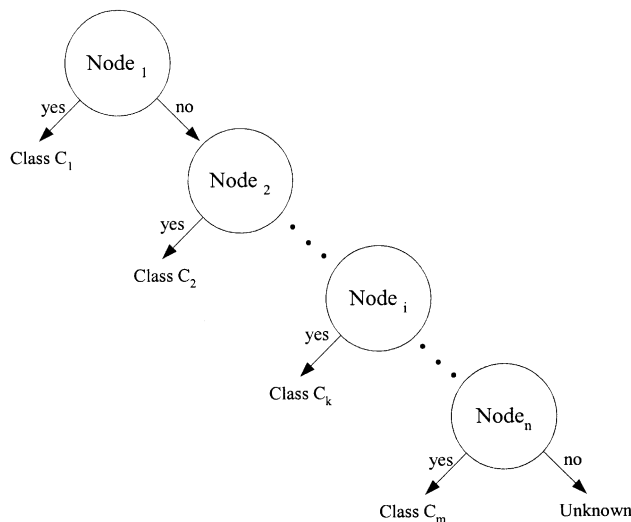 Node 1
yes
no
Class C1
Node 2
yes
Class C2
Node i
yes
Class Ck
Noden
yes
no
Class Cm
Unknown